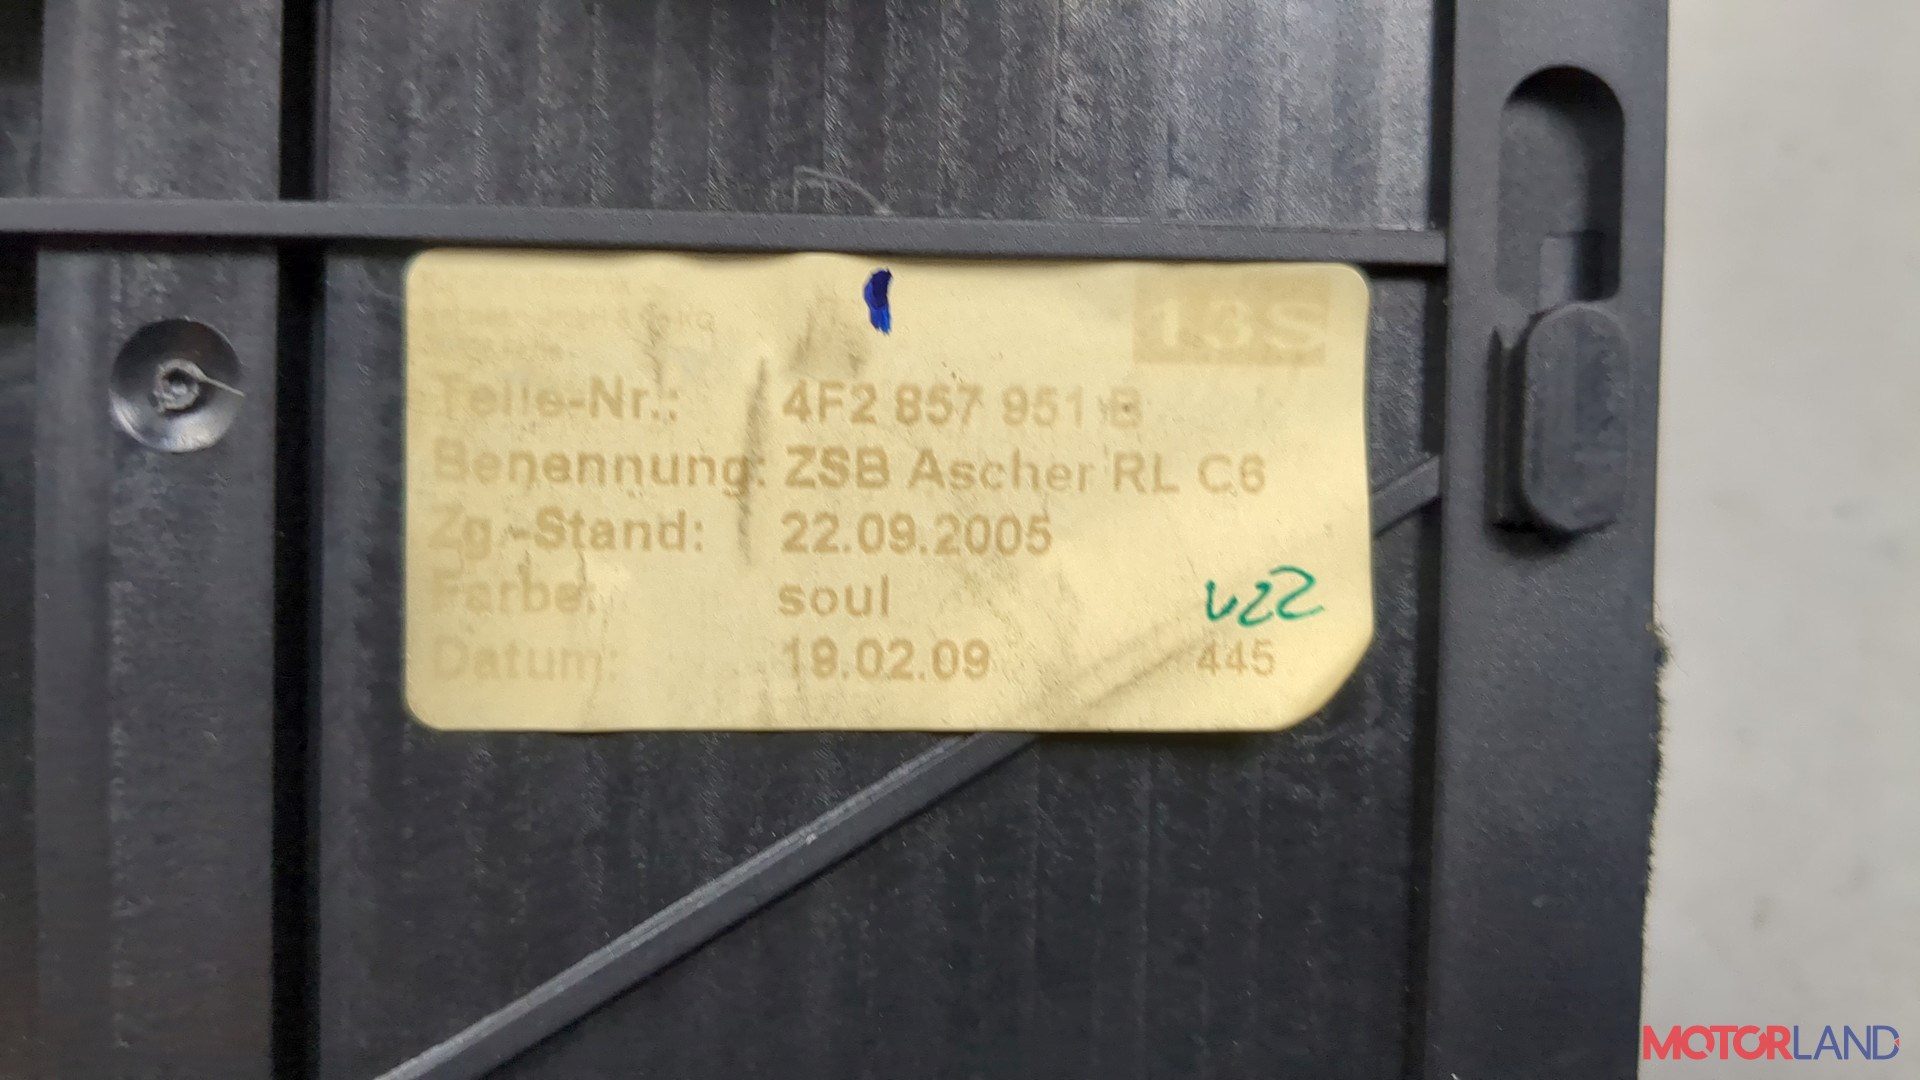 13S
Teile-Nr.: 4F2 857 951 B
Benennung: ZSB Ascher RL C6
Zg.-Stand: 22.09.2005
Farbe: soul
Datum: 19.02.09 445
MOTORLAND